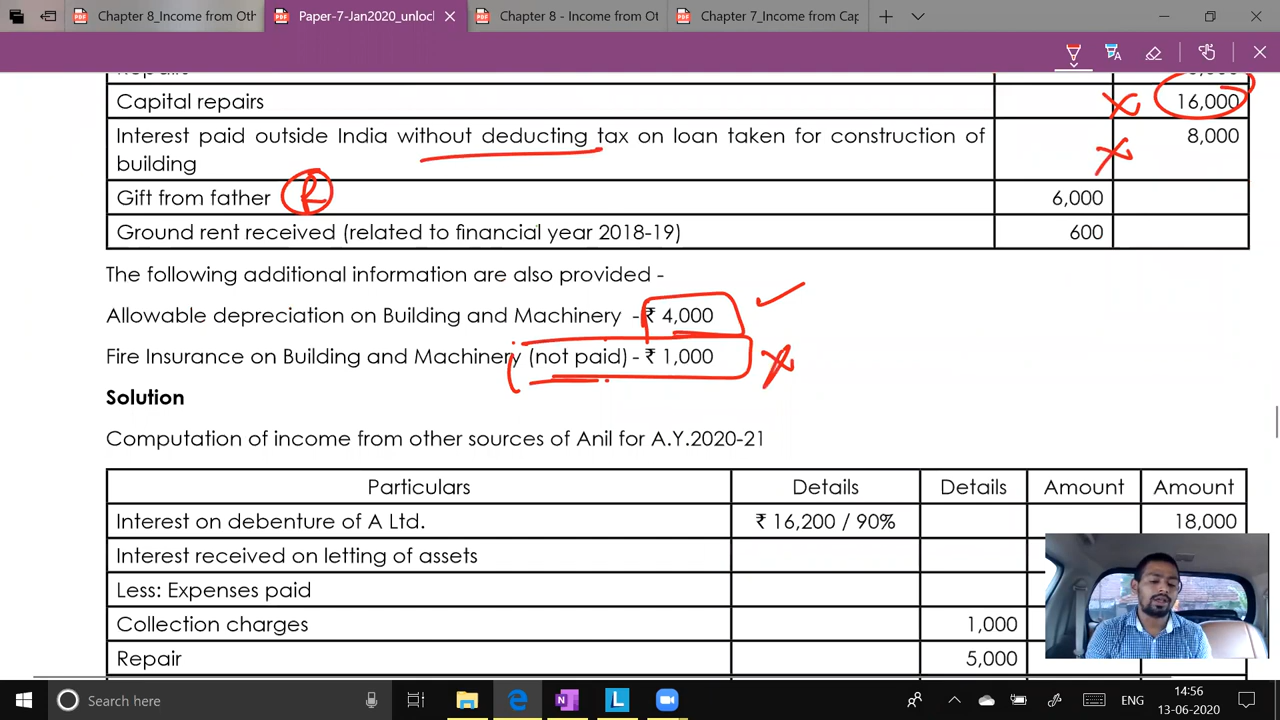 Chapter 8_Income from Oth
Paper-7-Jan2020_unlock
Chapter 8 - Income from Ot
Chapter 7_Income from Cap
Capital repairs 16,000
Interest paid outside India without deducting tax on loan taken for construction of 8,000
building
Gift from father R 6,000
Ground rent received (related to financial year 2018-19) 600
The following additional information are also provided -
Allowable depreciation on Building and Machinery - ₹ 4,000
Fire Insurance on Building and Machinery (not paid) - ₹ 1,000
Solution
Computation of income from other sources of Anil for A.Y.2020-21
Particulars Details Details Amount Amount
Interest on debenture of A Ltd. ₹ 16,200 / 90% 18,000
Interest received on letting of assets
Less: Expenses paid
Collection charges 1,000
Repair 5,000
Search here
ENG
14:56
13-06-2020